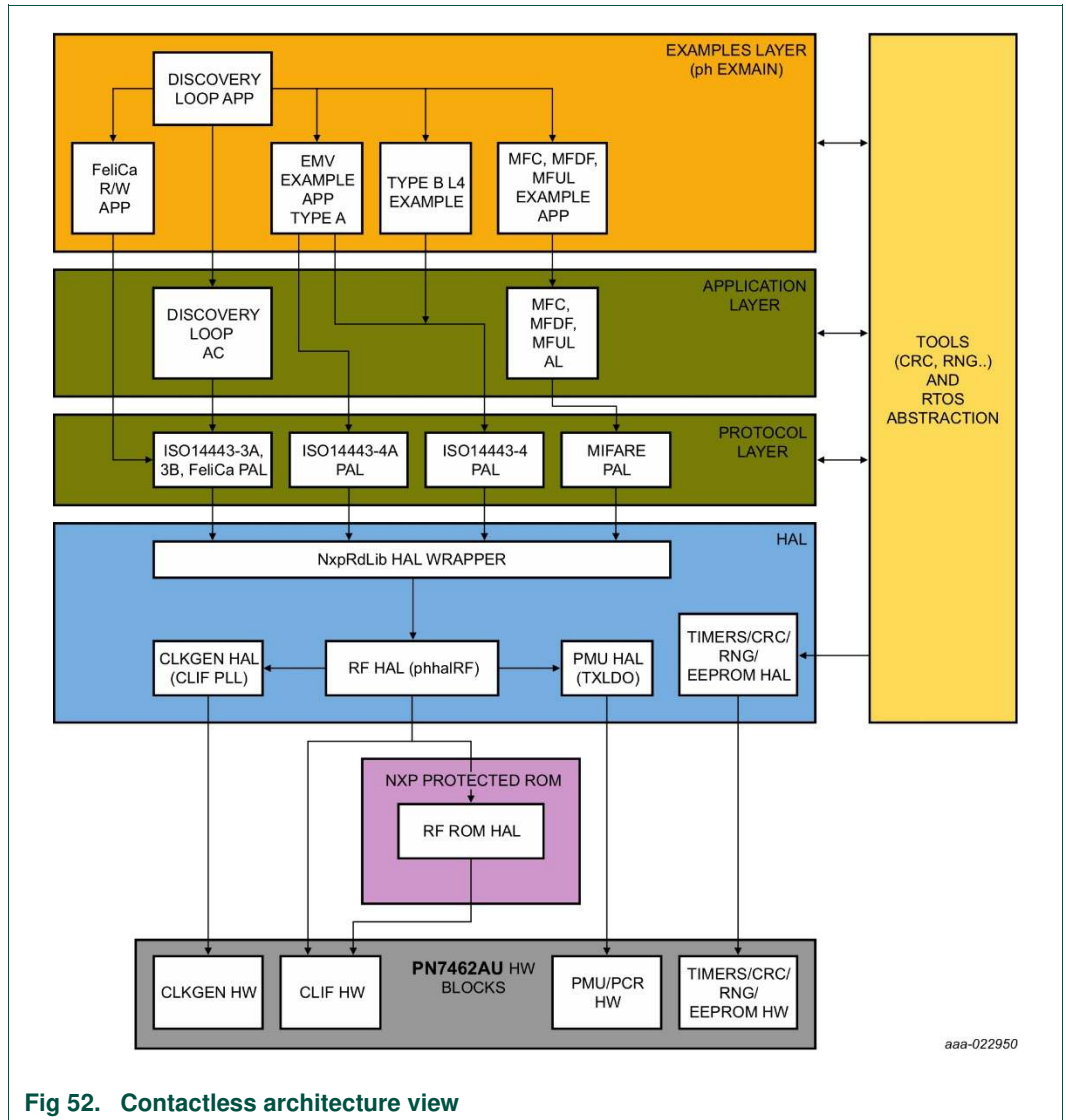 EXAMPLES LAYER
(ph EXMAIN)
DISCOVERY
LOOP APP
FeliCa
R/W
APP
EMV
EXAMPLE
APP
TYPE A
TYPE B L4
EXAMPLE
MFC, MFDF,
MFUL
EXAMPLE
APP
APPLICATION
LAYER
DISCOVERY
LOOP
AC
MFC,
MFDF,
MFUL
AL
TOOLS
(CRC, RNG..)
AND
RTOS
ABSTRACTION
PROTOCOL
LAYER
ISO14443-3A,
3B, FeliCa PAL
ISO14443-4A
PAL
ISO14443-4
PAL
MIFARE
PAL
HAL
NxpRdLib HAL WRAPPER
CLKGEN HAL
(CLIF PLL)
RF HAL (phhalRF)
PMU HAL
(TXLDO)
TIMERS/CRC/
RNG/
EEPROM HAL
NXP PROTECTED ROM
RF ROM HAL
PN7462AU HW
BLOCKS
CLKGEN HW
CLIF HW
PMU/PCR
HW
TIMERS/CRC/
RNG/
EEPROM HW
aaa-022950
Fig 52. Contactless architecture view